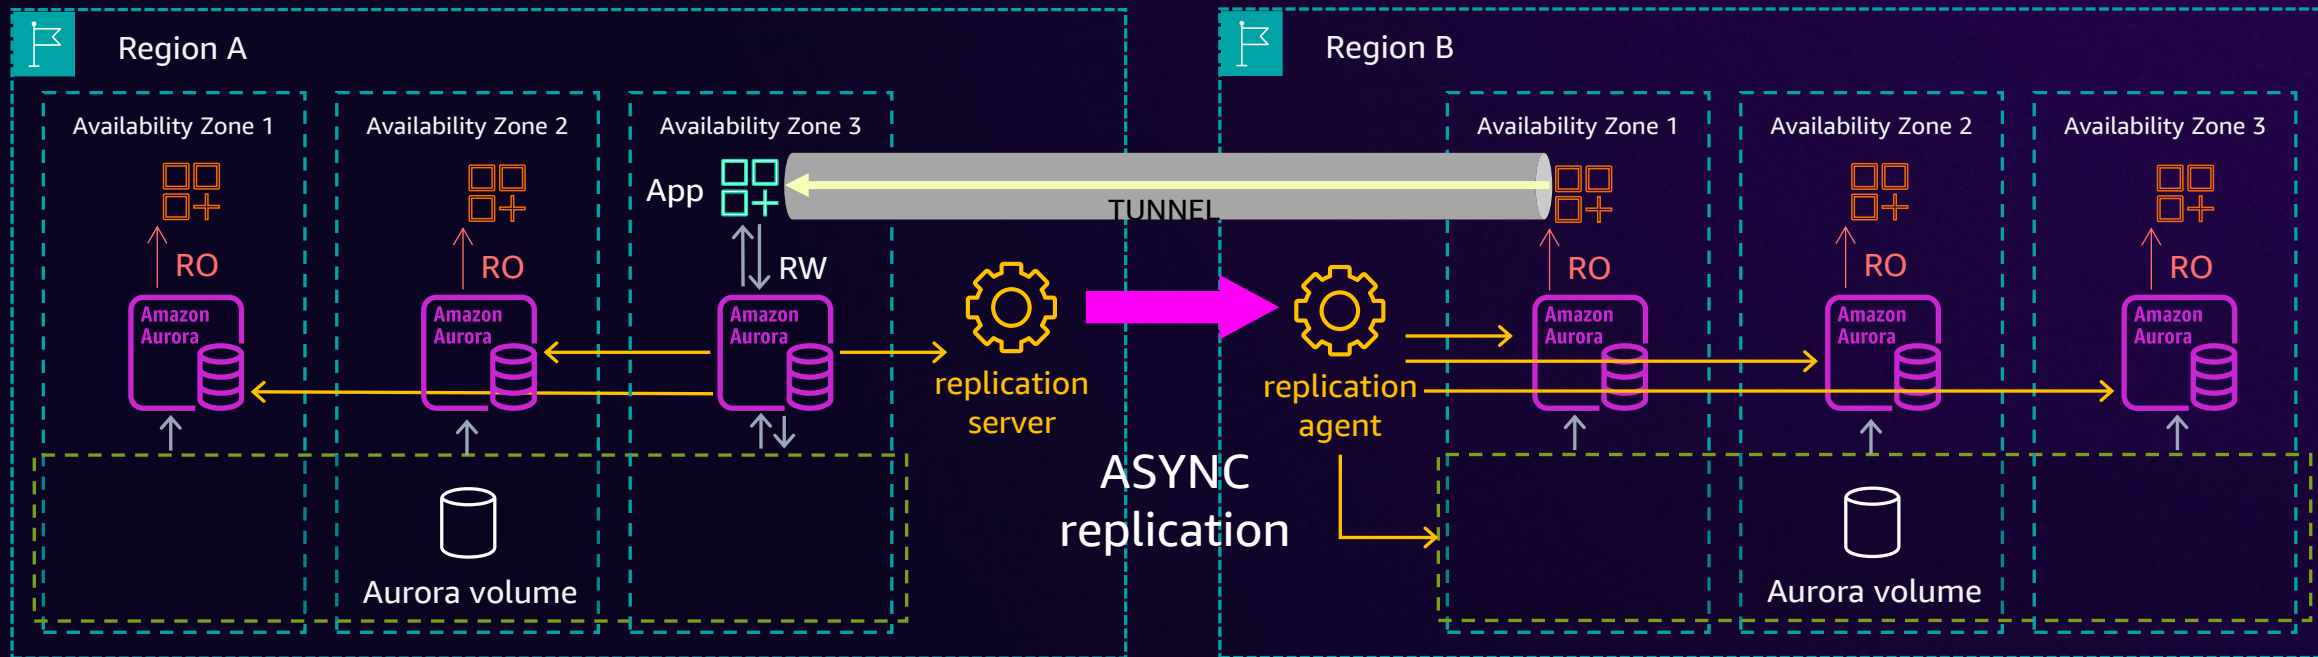 Region A
Region B
Availability Zone 1
Availability Zone 2
Availability Zone 3
Availability Zone 1
Availability Zone 2
Availability Zone 3
App
TUNNEL
RO
RO
RW
RO
RO
RO
Amazon
Aurora
Amazon
Aurora
Amazon
Aurora
Amazon
Aurora
Amazon
Aurora
Amazon
Aurora
replication
server
replication
agent
ASYNC
replication
Aurora volume
Aurora volume